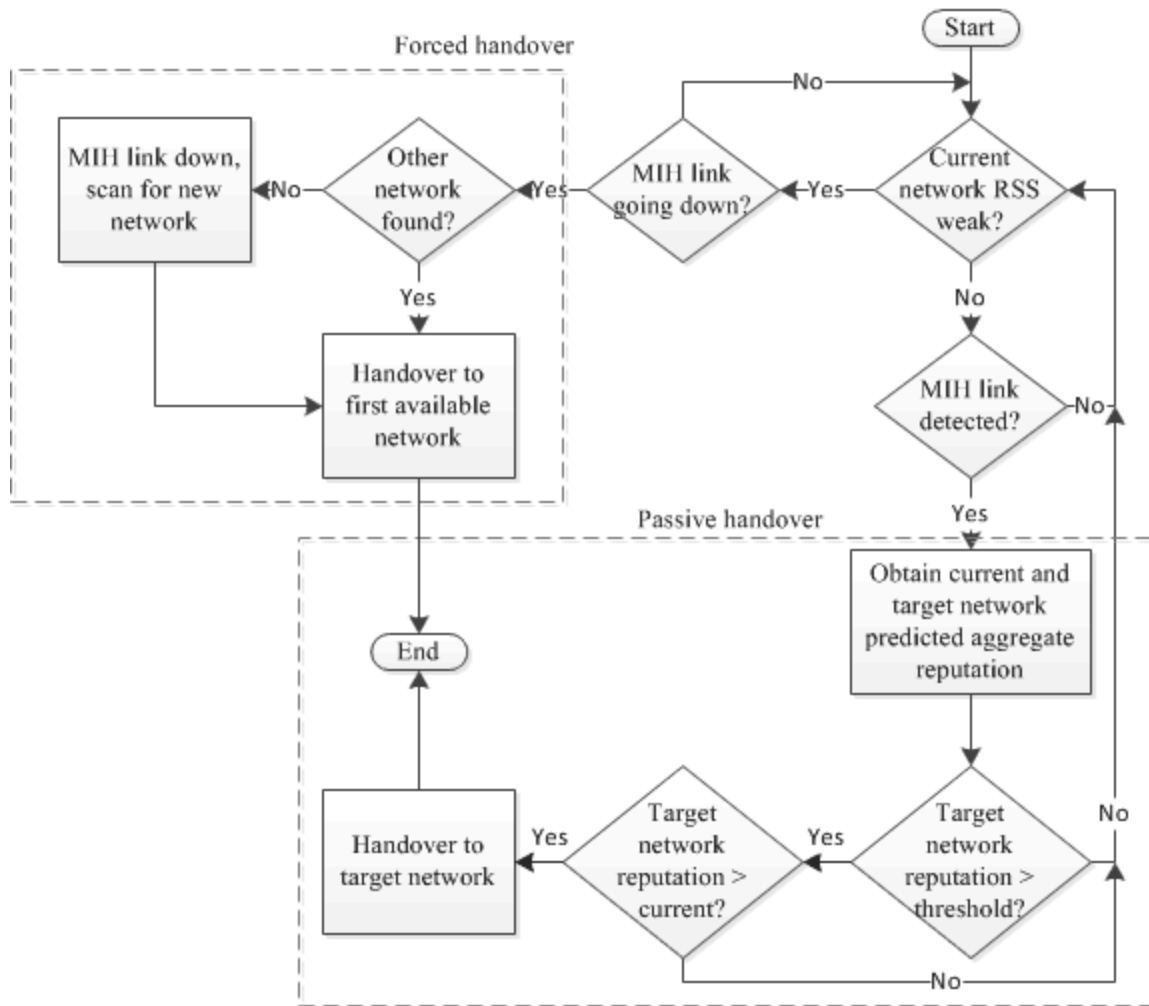 Start
Forced handover
No
MIH link down,
scan for new
network
No
Other
network
found?
Yes
MIH link
going down?
Yes
Current
network RSS
weak?
Yes
No
Handover to
first available
network
MIH link
detected?
No
Yes
Passive handover
Obtain current and
target network
predicted aggregate
reputation
End
Handover to
target network
Yes
Target
network
reputation >
current?
Yes
Target
network
reputation >
threshold?
No
No